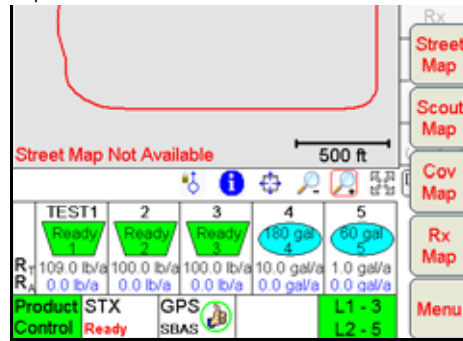 Rx
Street
Map
Scout
Map
Street Map Not Available
500 ft
Cov
Map
TEST1 2 3 4 5
Ready Ready Ready 180 gal 60 gal
1 2 3 4 5
Rx
Map
RT 109.0 lb/a 100.0 lb/a 100.0 lb/a 10.0 gal/a 1.0 gal/a
RA 0.0 lb/a 0.0 lb/a 0.0 lb/a 0.0 gal/a 0.0 gal/a
Product STX GPS L1 - 3
Control Ready SBAS L2 - 5
Menu